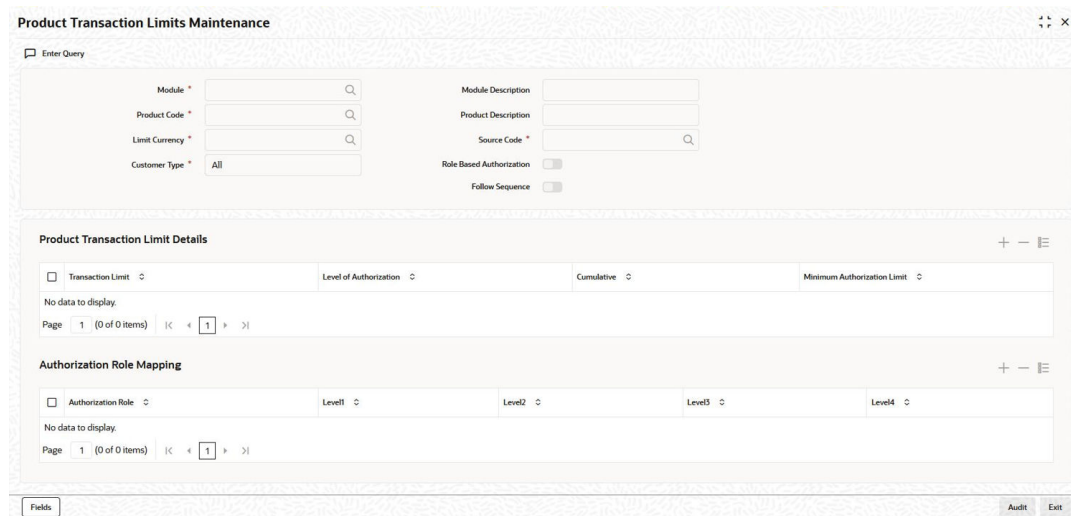 Product Transaction Limits Maintenance
Enter Query
Module *
Module Description
Product Code *
Product Description
Limit Currency *
Source Code *
Customer Type * All
Role Based Authorization
Follow Sequence
Product Transaction Limit Details
Transaction Limit Level of Authorization Cumulative Minimum Authorization Limit
No data to display.
Page 1 (0 of 0 items) 1
Authorization Role Mapping
Authorization Role Level1 Level2 Level3 Level4
No data to display.
Page 1 (0 of 0 items) 1
Fields Audit Exit